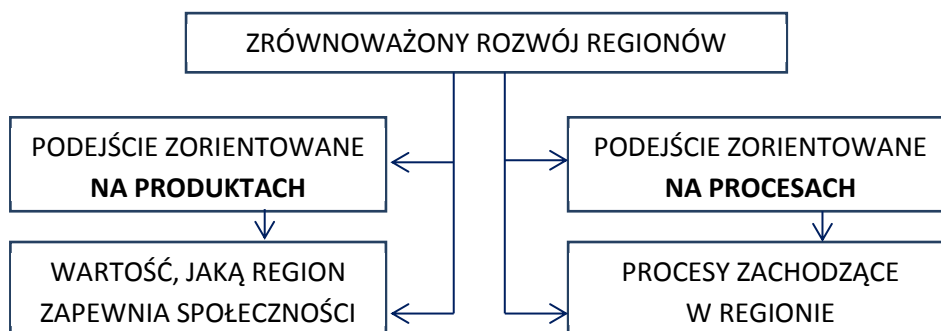 ZRÓWNOWAŻONY ROZWÓJ REGIONÓW
PODEJŚCIE ZORIENTOWANE
NA PRODUKTACH
PODEJŚCIE ZORIENTOWANE
NA PROCESACH
WARTOŚĆ, JAKĄ REGION
ZAPEWNIA SPOŁECZNOŚCI
PROCESY ZACHODZĄCE
W REGIONIE